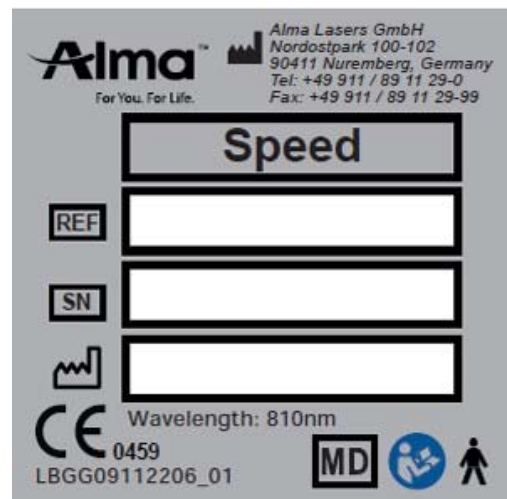 Alma™
For You. For Life.
Alma Lasers GmbH
Nordostpark 100-102
90411 Nuremberg, Germany
Tel: +49 911 / 89 11 29-0
Fax: +49 911 / 89 11 29-99
Speed
REF
SN
Wavelength: 810nm
CE 0459
LBGG09112206_01
MD